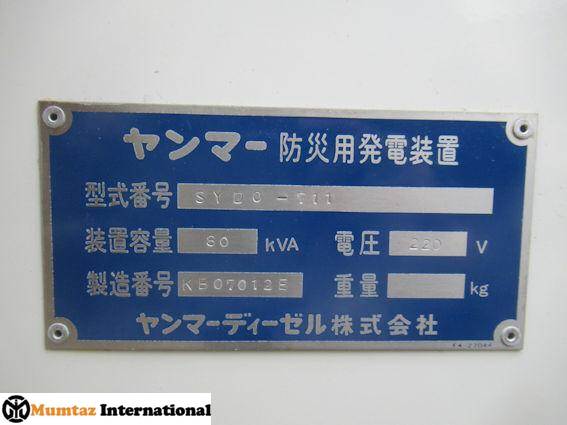 ヤンマー 防災用発電装置
型式番号
装置容量 80 kVA 電圧 220 V
製造番号 KB07012E 重量 kg
ヤンマーディーゼル株式会社
Mumtaz International